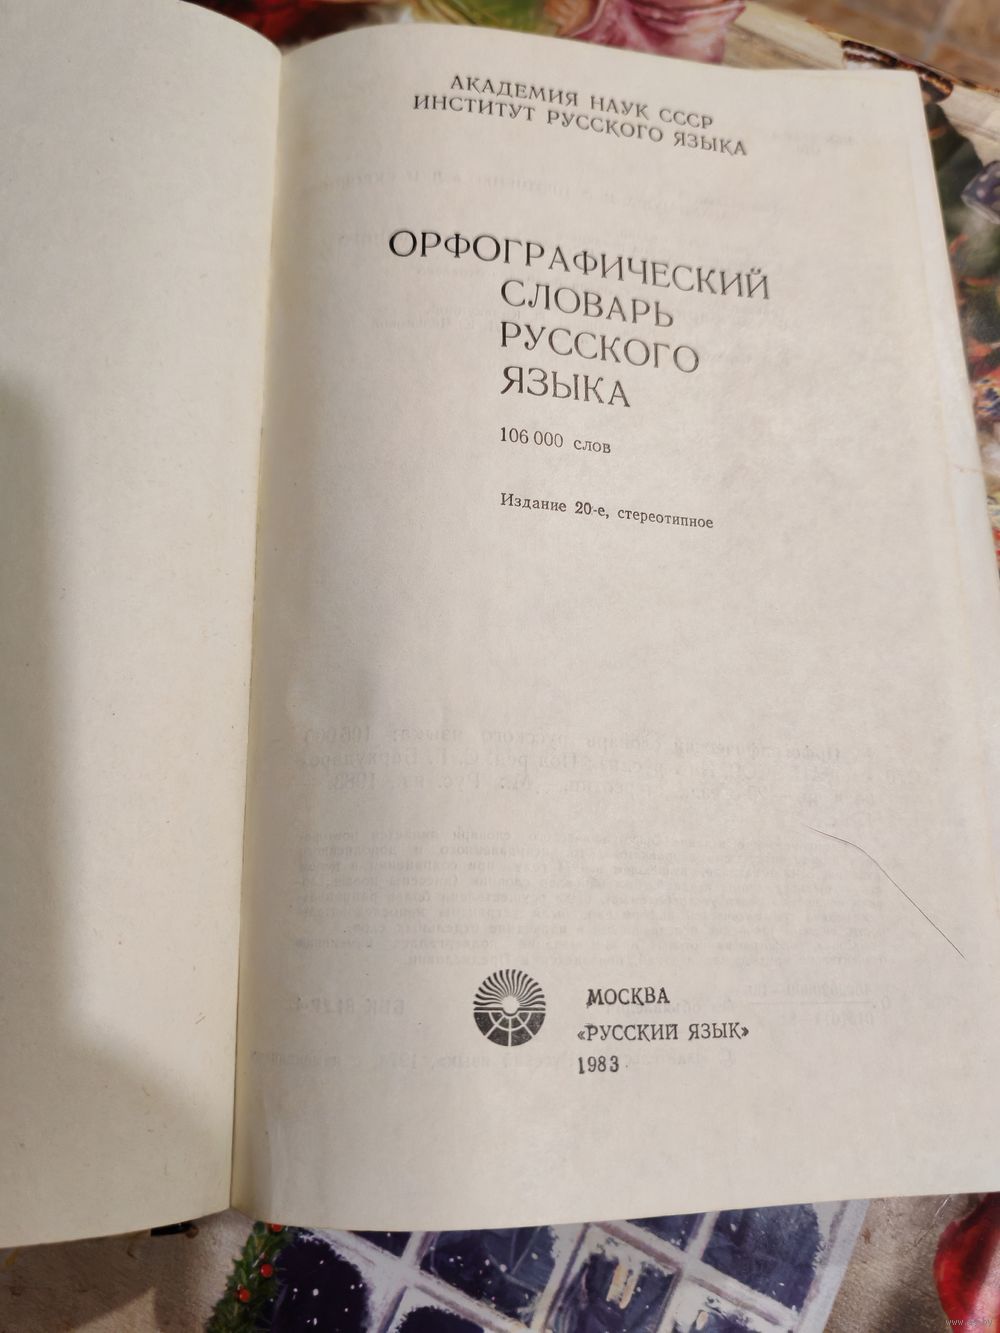 АКАДЕМИЯ НАУК СССР
ИНСТИТУТ РУССКОГО ЯЗЫКА
ОРФОГРАФИЧЕСКИЙ
СЛОВАРЬ
РУССКОГО
ЯЗЫКА
106 000 слов
Издание 20-е, стереотипное
МОСКВА
«РУССКИЙ ЯЗЫК»
1983